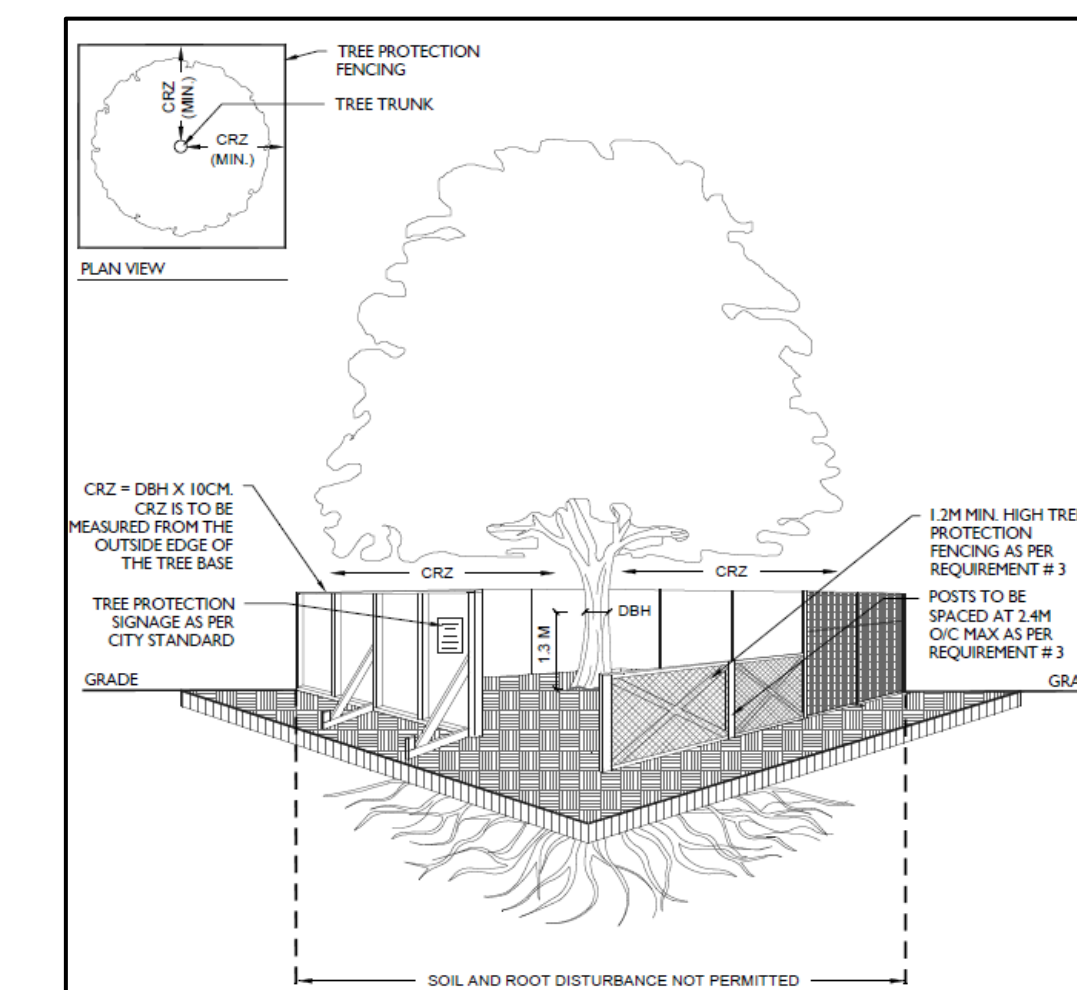 TREE PROTECTION
FENCING
TREE TRUNK
CRZ
(MIN.)
CRZ
(MIN.)
PLAN VIEW
CRZ = DBH X 10CM.
CRZ IS TO BE
MEASURED FROM THE
OUTSIDE EDGE OF
THE TREE BASE
TREE PROTECTION
SIGNAGE AS PER
CITY STANDARD
GRADE
CRZ
CRZ
DBH
1.3 M
1.2M MIN. HIGH TREE
PROTECTION
FENCING AS PER
REQUIREMENT # 3
POSTS TO BE
SPACED AT 2.4M
O/C MAX AS PER
REQUIREMENT # 3
GRA
SOIL AND ROOT DISTURBANCE NOT PERMITTED